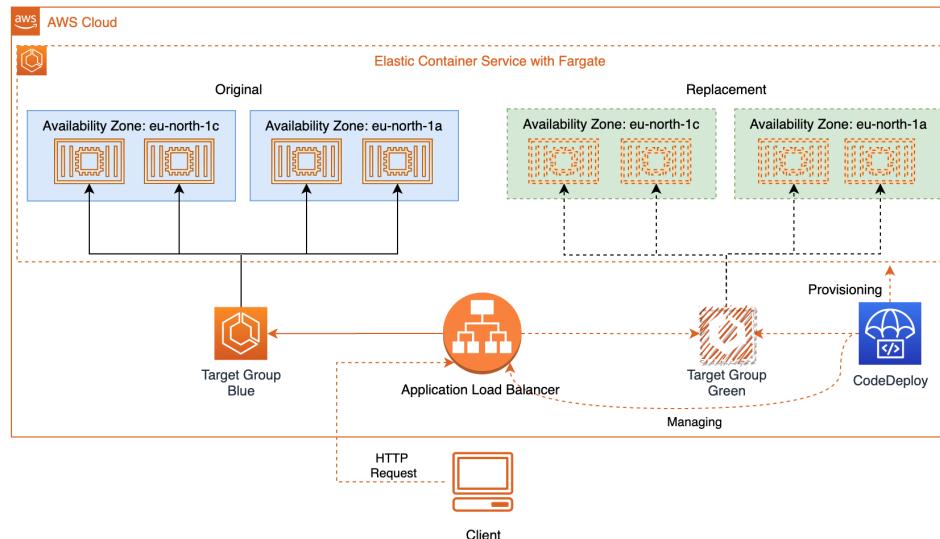 aws
AWS Cloud
Elastic Container Service with Fargate
Original
Replacement
Availability Zone: eu-north-1c
Availability Zone: eu-north-1a
Availability Zone: eu-north-1c
Availability Zone: eu-north-1a
Provisioning
</>
Target Group
Blue
Application Load Balancer
Target Group
Green
CodeDeploy
Managing
HTTP
Request
Client